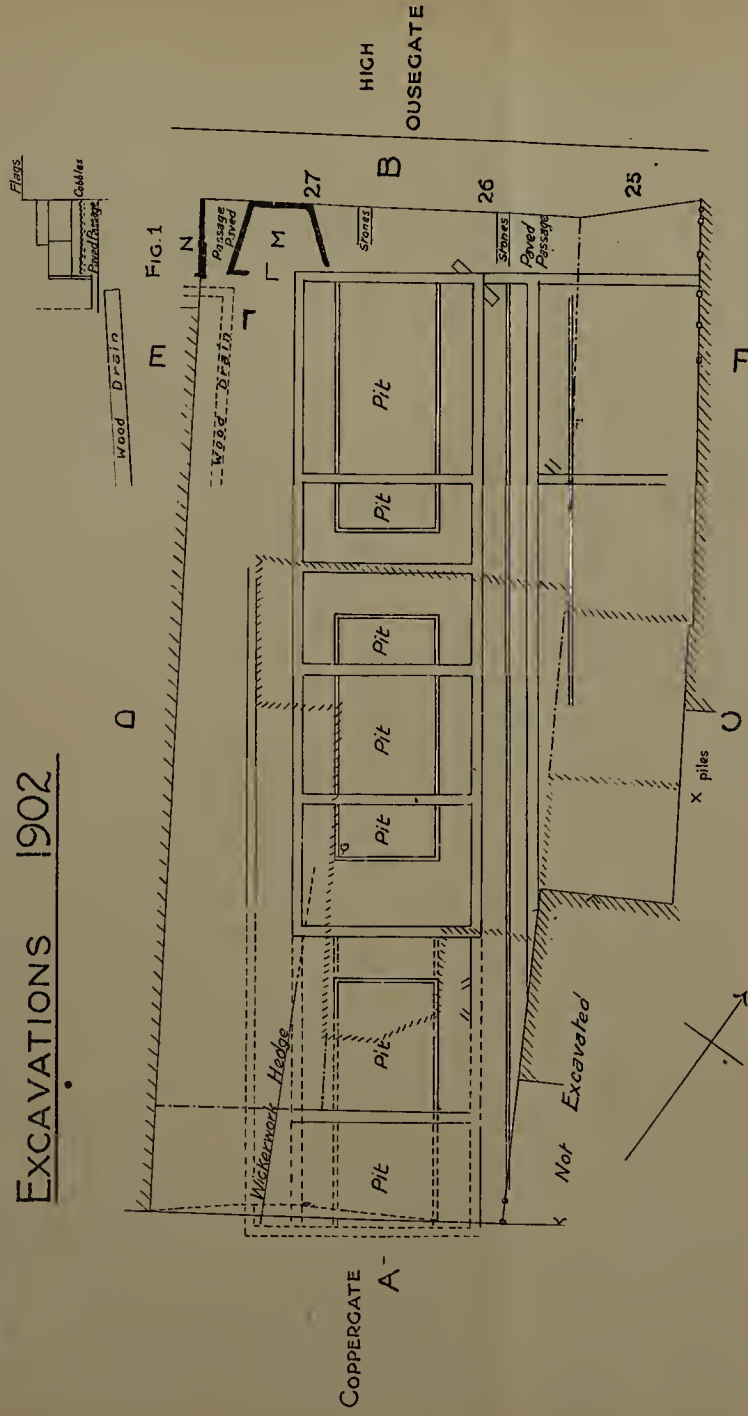 EXCAVATIONS 1902
Flags
Cobbles
Paved Passage
Wood Drain
FIG.1
D
E
N
Passage
Paved
Wood Drain
M
L
27
HIGH
OUSEGATE
B
Stones
26
Stones
Paved
Passage
25
Wickerwork Hedge
Pit
Pit
Pit
Pit
Pit
Pit
Pit
COPPERGATE
A
Not Excavated
x piles
C
F